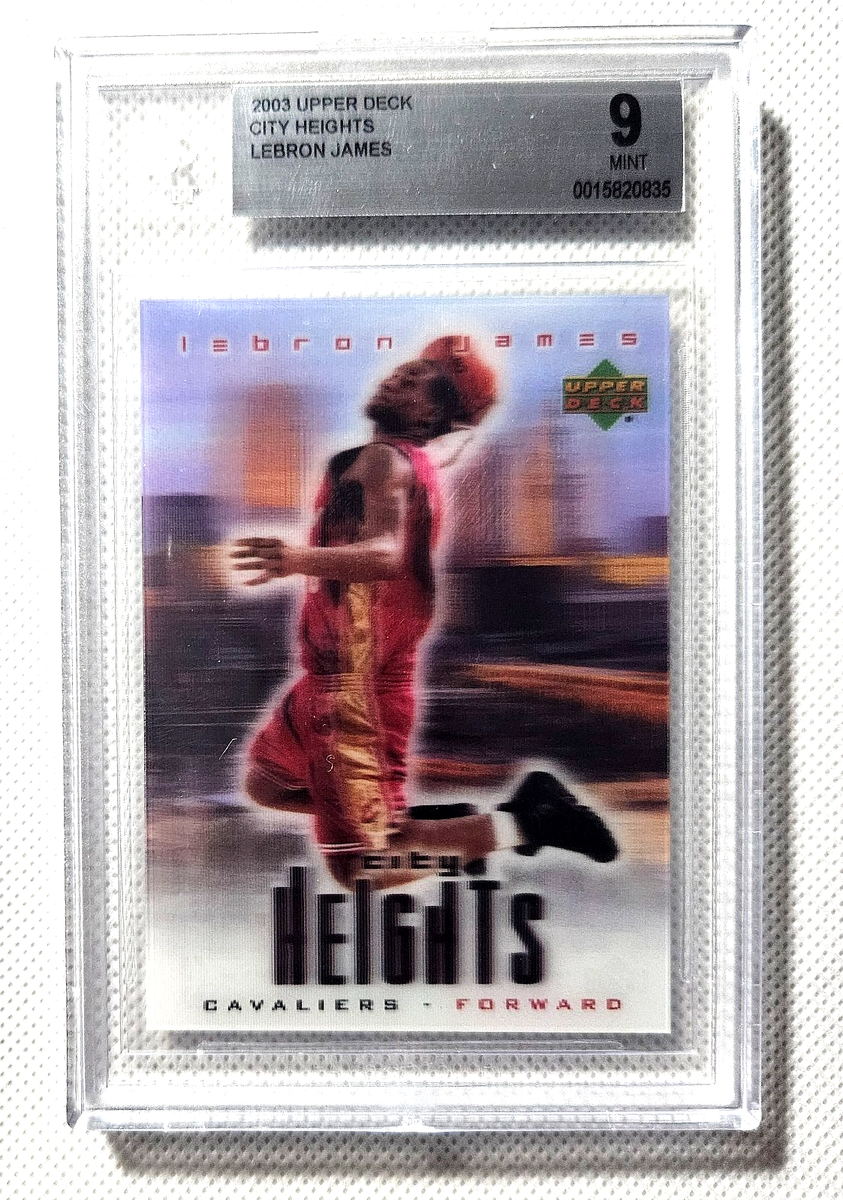 2003 UPPER DECK
CITY HEIGHTS
LEBRON JAMES
9
MINT
0015820835
lebron james
UPPER
DECK
®
city
HEIGHTS
CAVALIERS - FORWARD